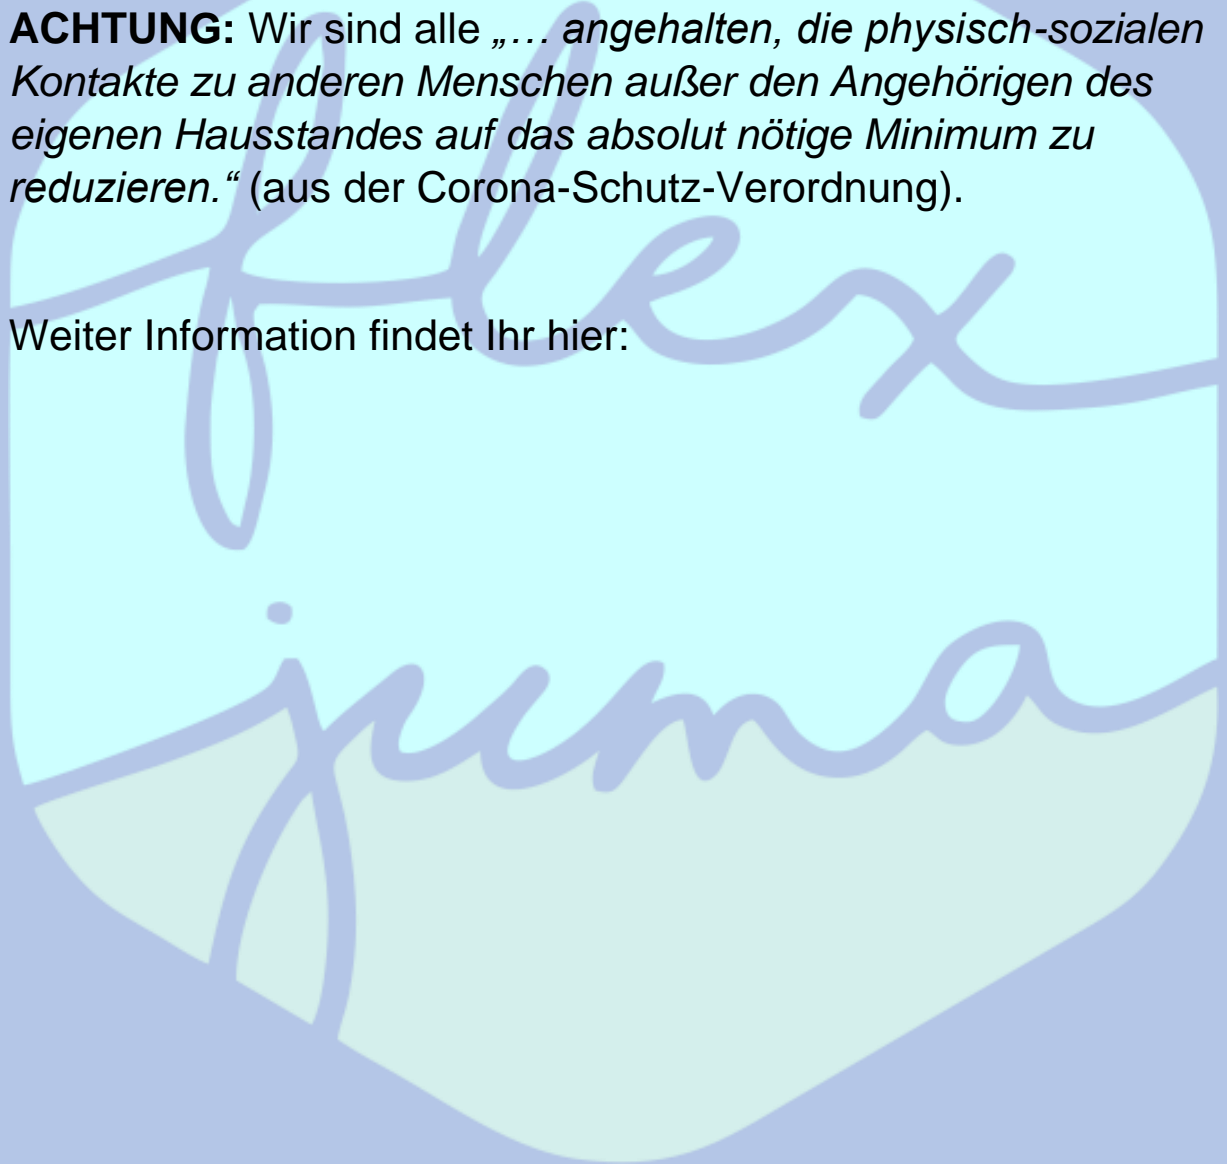 ACHTUNG: Wir sind alle „… angehalten, die physisch-sozialen
Kontakte zu anderen Menschen außer den Angehörigen des
eigenen Hausstandes auf das absolut nötige Minimum zu
reduzieren.“ (aus der Corona-Schutz-Verordnung).
Weiter Information findet Ihr hier:
flex
juma